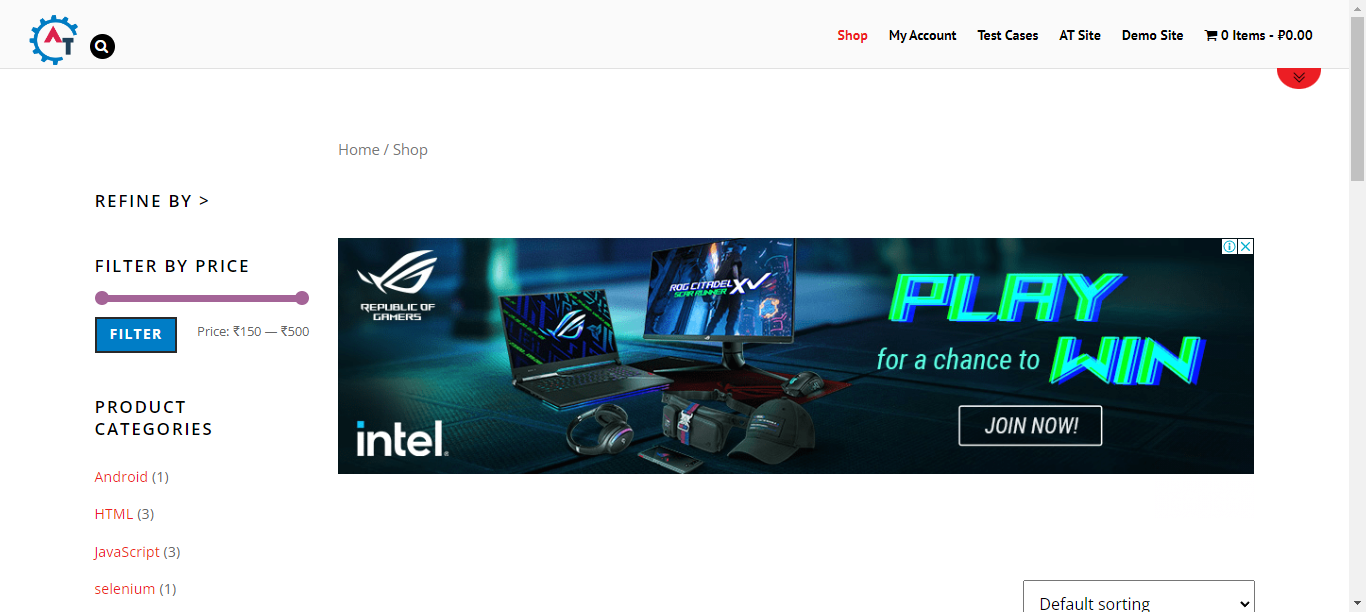 AT
Shop
My Account
Test Cases
AT Site
Demo Site
0 Items - ₽0.00
Home / Shop
REFINE BY >
FILTER BY PRICE
FILTER
Price: ₹150 — ₹500
PRODUCT
CATEGORIES
Android (1)
HTML (3)
JavaScript (3)
selenium (1)
REPUBLIC OF
GAMERS
ROG CITADEL XV
SCAR RUNNER
intel.
PLAY
for a chance to WIN
JOIN NOW!
Default sorting